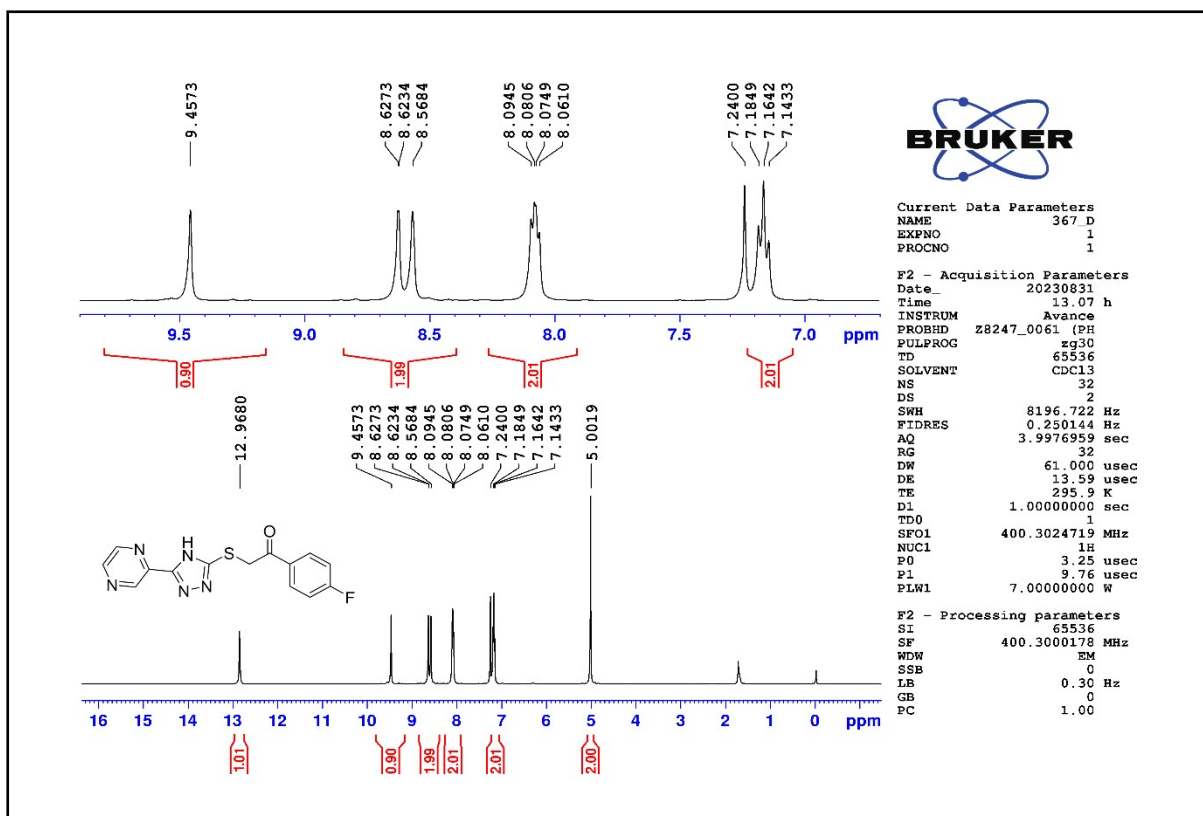 9.4573
8.6273
8.6234
8.5684
8.0945
8.0806
8.0749
8.0610
7.2400
7.1849
7.1642
7.1433
9.5 9.0 8.5 8.0 7.5 7.0 ppm
0.90 1.99 2.01 2.01
12.9680
9.4573
8.6273
8.6234
8.5684
8.0945
8.0806
8.0749
8.0610
7.2400
7.1849
7.1642
7.1433
5.0019
N N N N NH S O F
16 15 14 13 12 11 10 9 8 7 6 5 4 3 2 1 0 ppm
1.01 0.90 1.99 2.01 2.01 2.00
BRUKER
Current Data Parameters
NAME 367_D
EXPNO 1
PROCNO 1
F2 - Acquisition Parameters
Date_ 20230831
Time 13.07 h
INSTRUM Avance
PROBHD Z8247_0061 (PH
PULPROG zg30
TD 65536
SOLVENT CDCl3
NS 32
DS 2
SWH 8196.722 Hz
FIDRES 0.250144 Hz
AQ 3.9976959 sec
RG 32
DW 61.000 usec
DE 13.59 usec
TE 295.9 K
D1 1.00000000 sec
TD0 1
SFO1 400.3024719 MHz
NUC1 1H
P0 3.25 usec
P1 9.76 usec
PLW1 7.00000000 W
F2 - Processing parameters
SI 65536
SF 400.3000178 MHz
WDW EM
SSB 0
LB 0.30 Hz
GB 0
PC 1.00